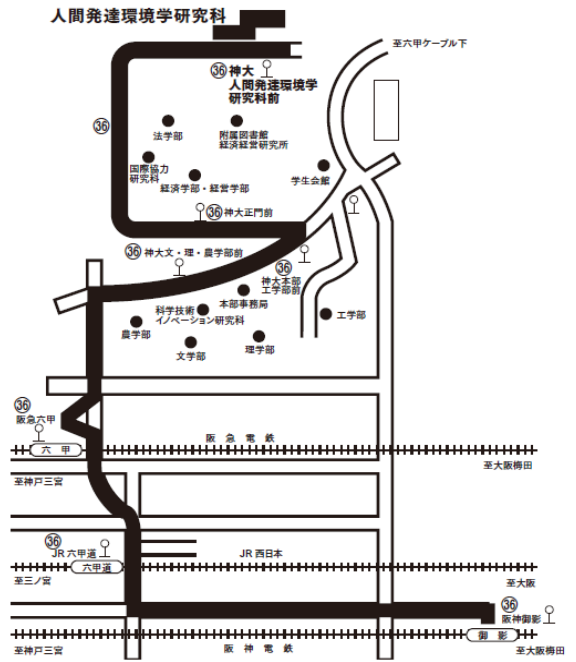 人間発達環境学研究科
至六甲ケーブル下
㊱ 神大
人間発達環境学
研究科前
㊱
法学部
附属図書館
経済経営研究所
国際協力
研究科
経済学部・経営学部
学生会館
㊱ 神大正門前
㊱ 神大文・理・農学部前
㊱
神大本部
工学部前
本部事務局
科学技術
イノベーション研究科
工学部
農学部
文学部
理学部
㊱
阪急六甲
阪急電鉄
六甲
至大阪梅田
至神戸三宮
㊱
JR 六甲道
JR 西日本
六甲道
至三ノ宮
至大阪
㊱
阪神御影
御影
至神戸三宮
阪神電鉄
至大阪梅田